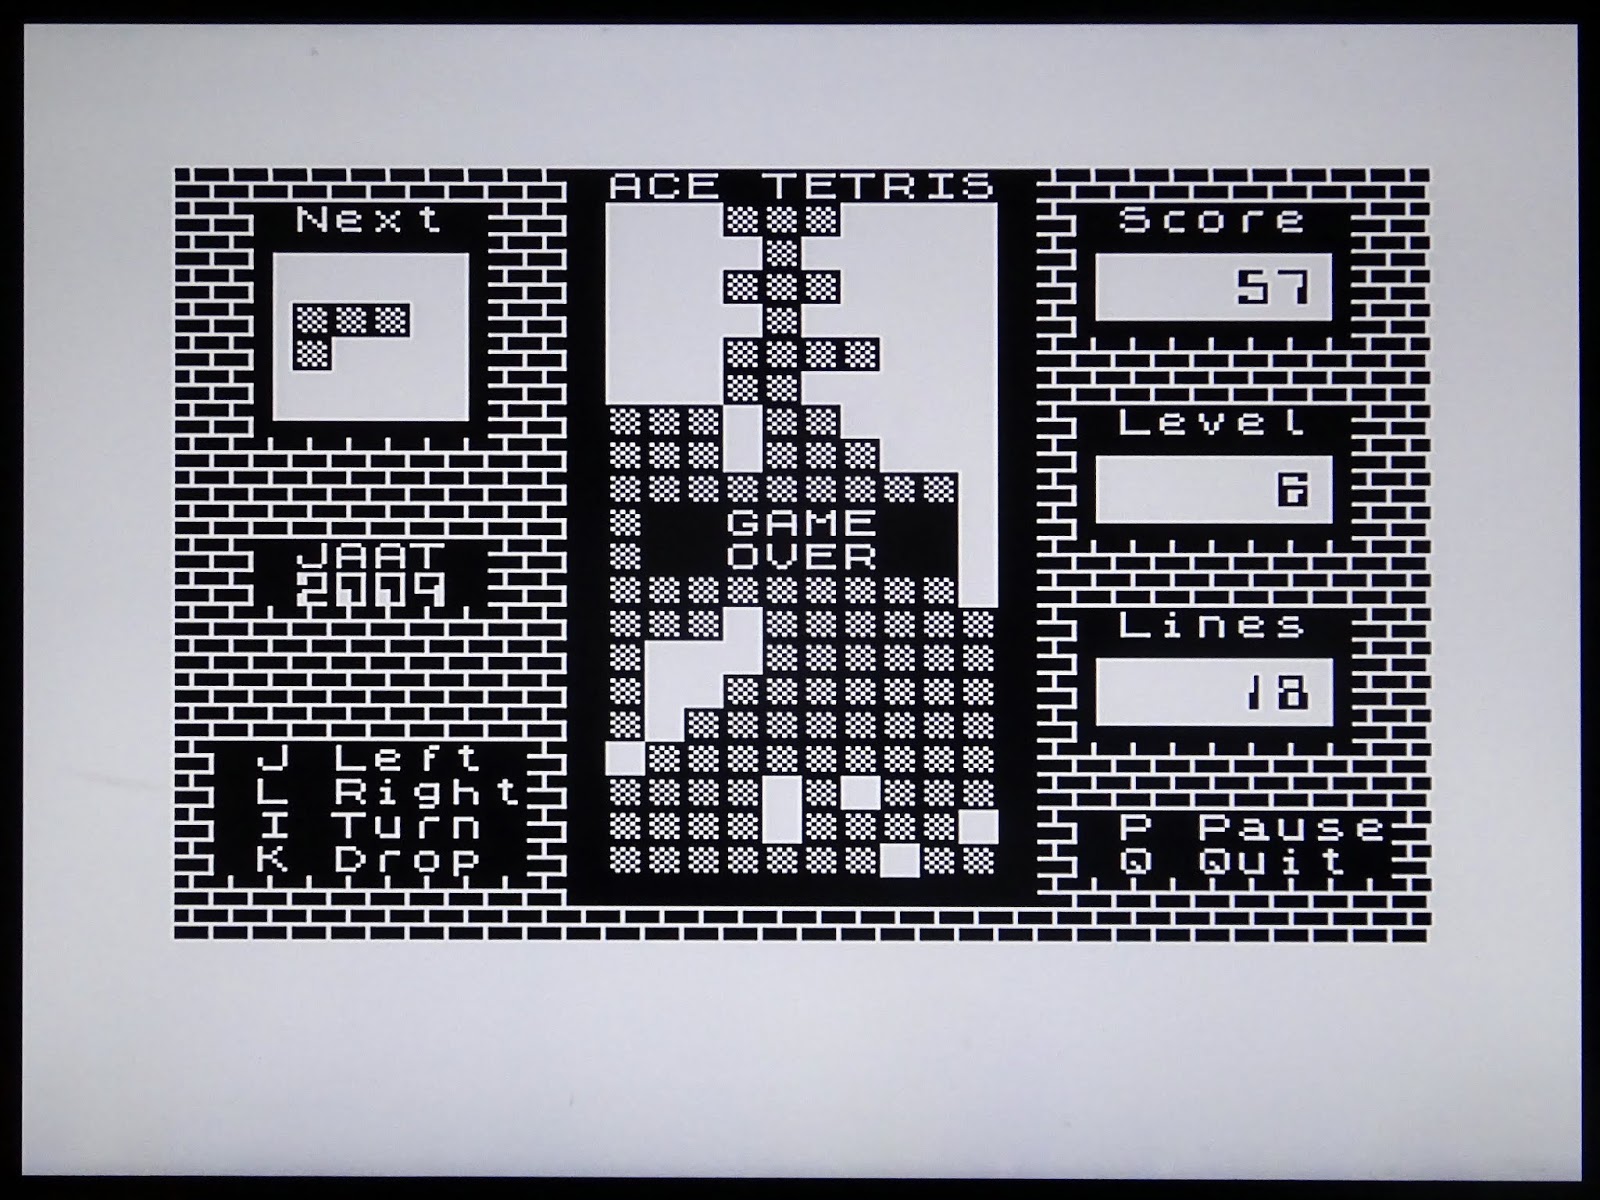 ACE TETRIS
Next
Score
57
Level
6
GAME
OVER
JAAT
2009
Lines
18
J Left
L Right
I Turn
K Drop
P Pause
Q Quit